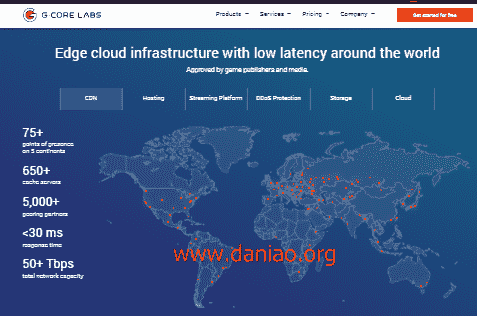 G-CORE LABS
Products Services Pricing Company Get started for free
Edge cloud infrastructure with low latency around the world
Approved by game publishers and media.
CDN Hosting Streaming Platform DDoS Protection Storage Cloud
75+
points of presence
on 5 continents
650+
cache servers
5,000+
peering partners
<30 ms
response time
50+ Tbps
total network capacity
www.daniao.org